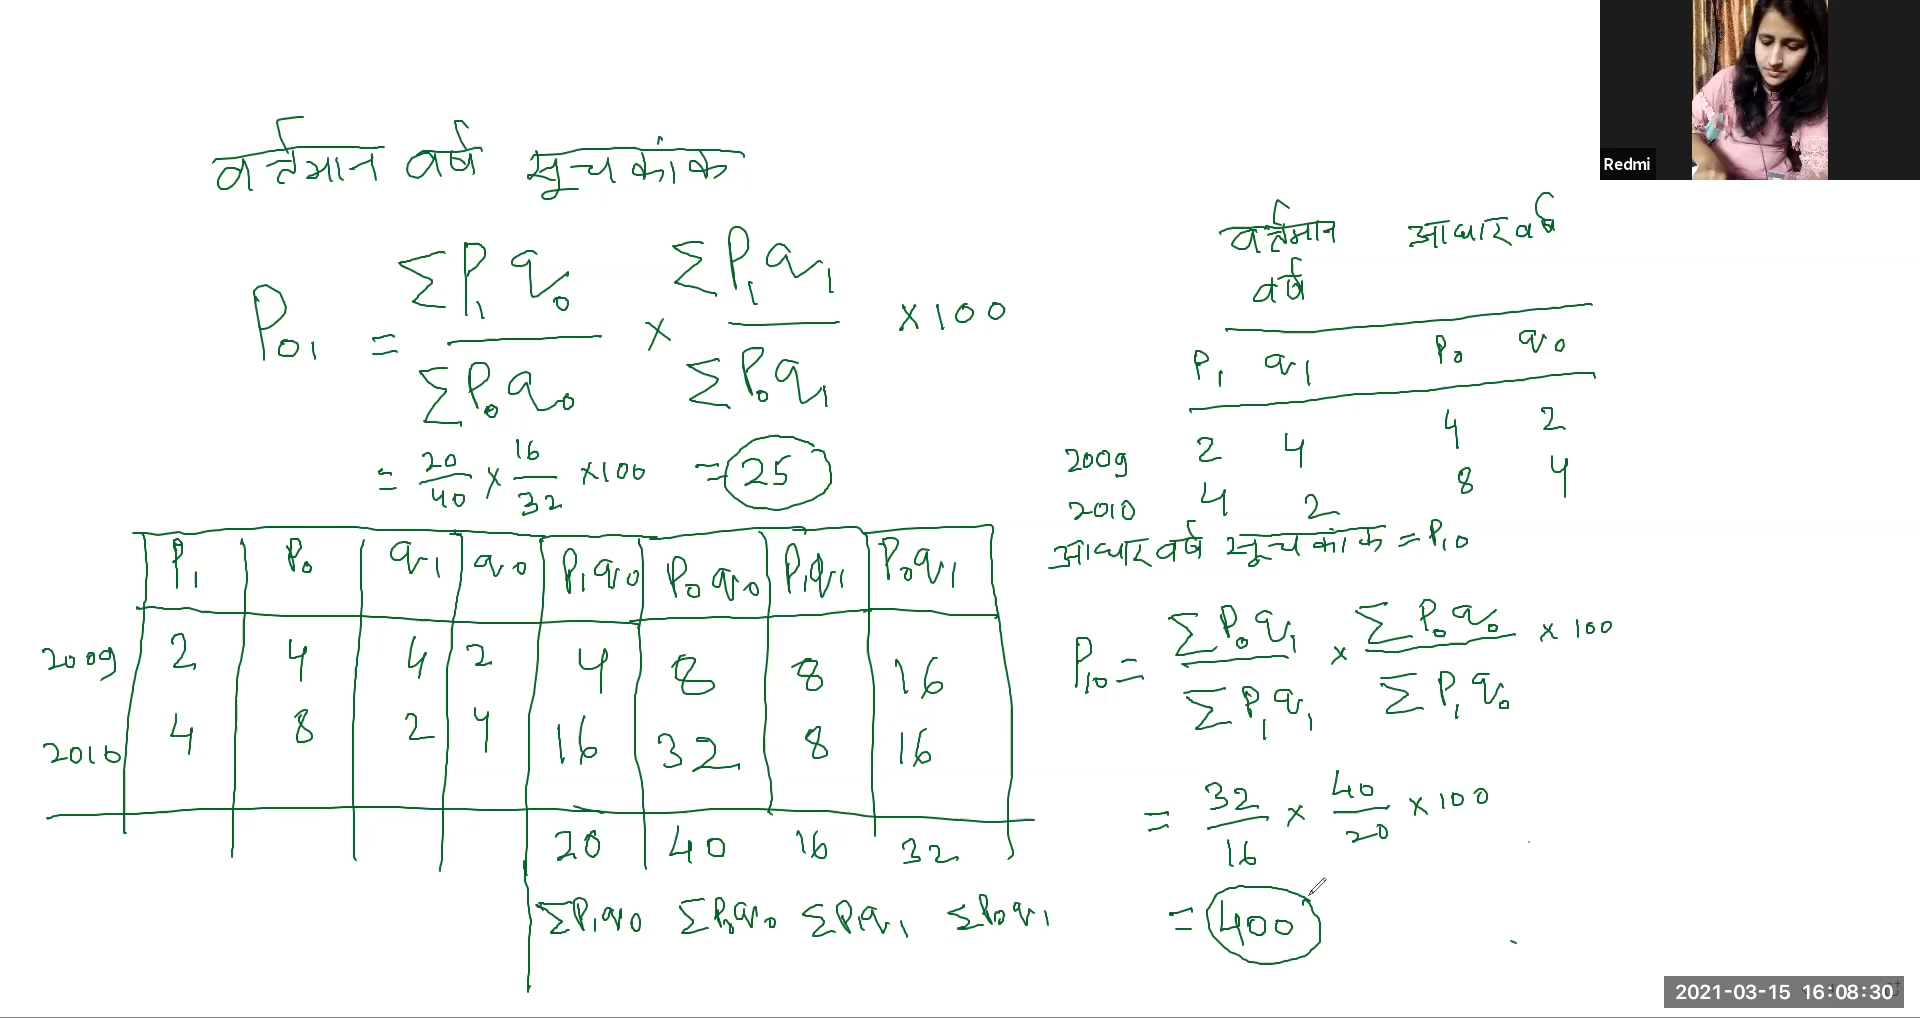 Redmi
वर्तमान वर्ष सूचकांक
P₀₁ = ΣP₁q₀ / ΣP₀q₀ × ΣP₁q₁ / ΣP₀q₁ × 100
= 20/40 × 16/32 × 100 = 25
P₁ P₀ q₁ q₀ P₁q₀ P₀q₀ P₁q₁ P₀q₁
2009 2 4 4 2 4 8 8 16
2010 4 8 2 4 16 32 8 16
20 40 16 32
ΣP₁q₀ ΣP₀q₀ ΣP₁q₁ ΣP₀q₁
वर्तमान आधार वर्ष
वर्ष
P₁ q₁ P₀ q₀
2009 2 4 4 2
2010 4 2 8 4
आधार वर्ष सूचकांक = P₁₀
P₁₀ = ΣP₀q₁ / ΣP₁q₁ × ΣP₀q₀ / ΣP₁q₀ × 100
= 32/16 × 40/20 × 100
= 400
2021-03-15 16:08:30